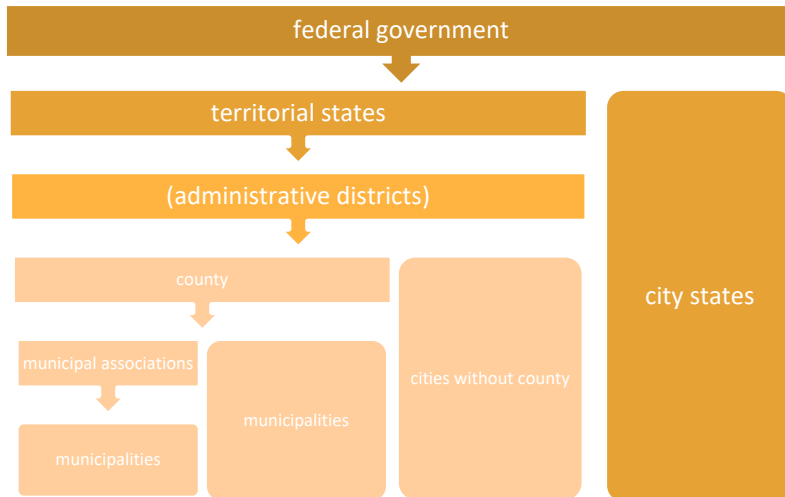 federal government
territorial states
(administrative districts)
county
city states
municipal associations
cities without county
municipalities
municipalities